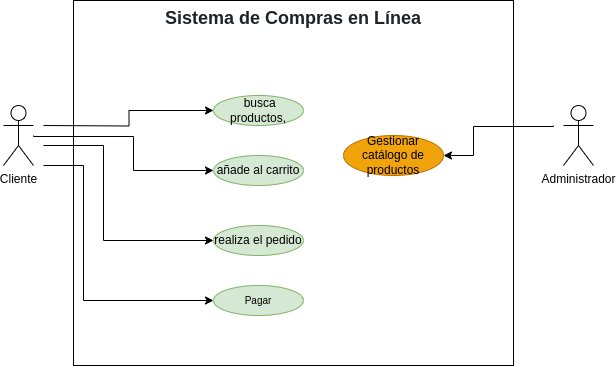 Sistema de Compras en Línea
busca
productos,
Gestionar
catálogo de
productos
añade al carrito
Cliente
Administrador
realiza el pedido
Pagar